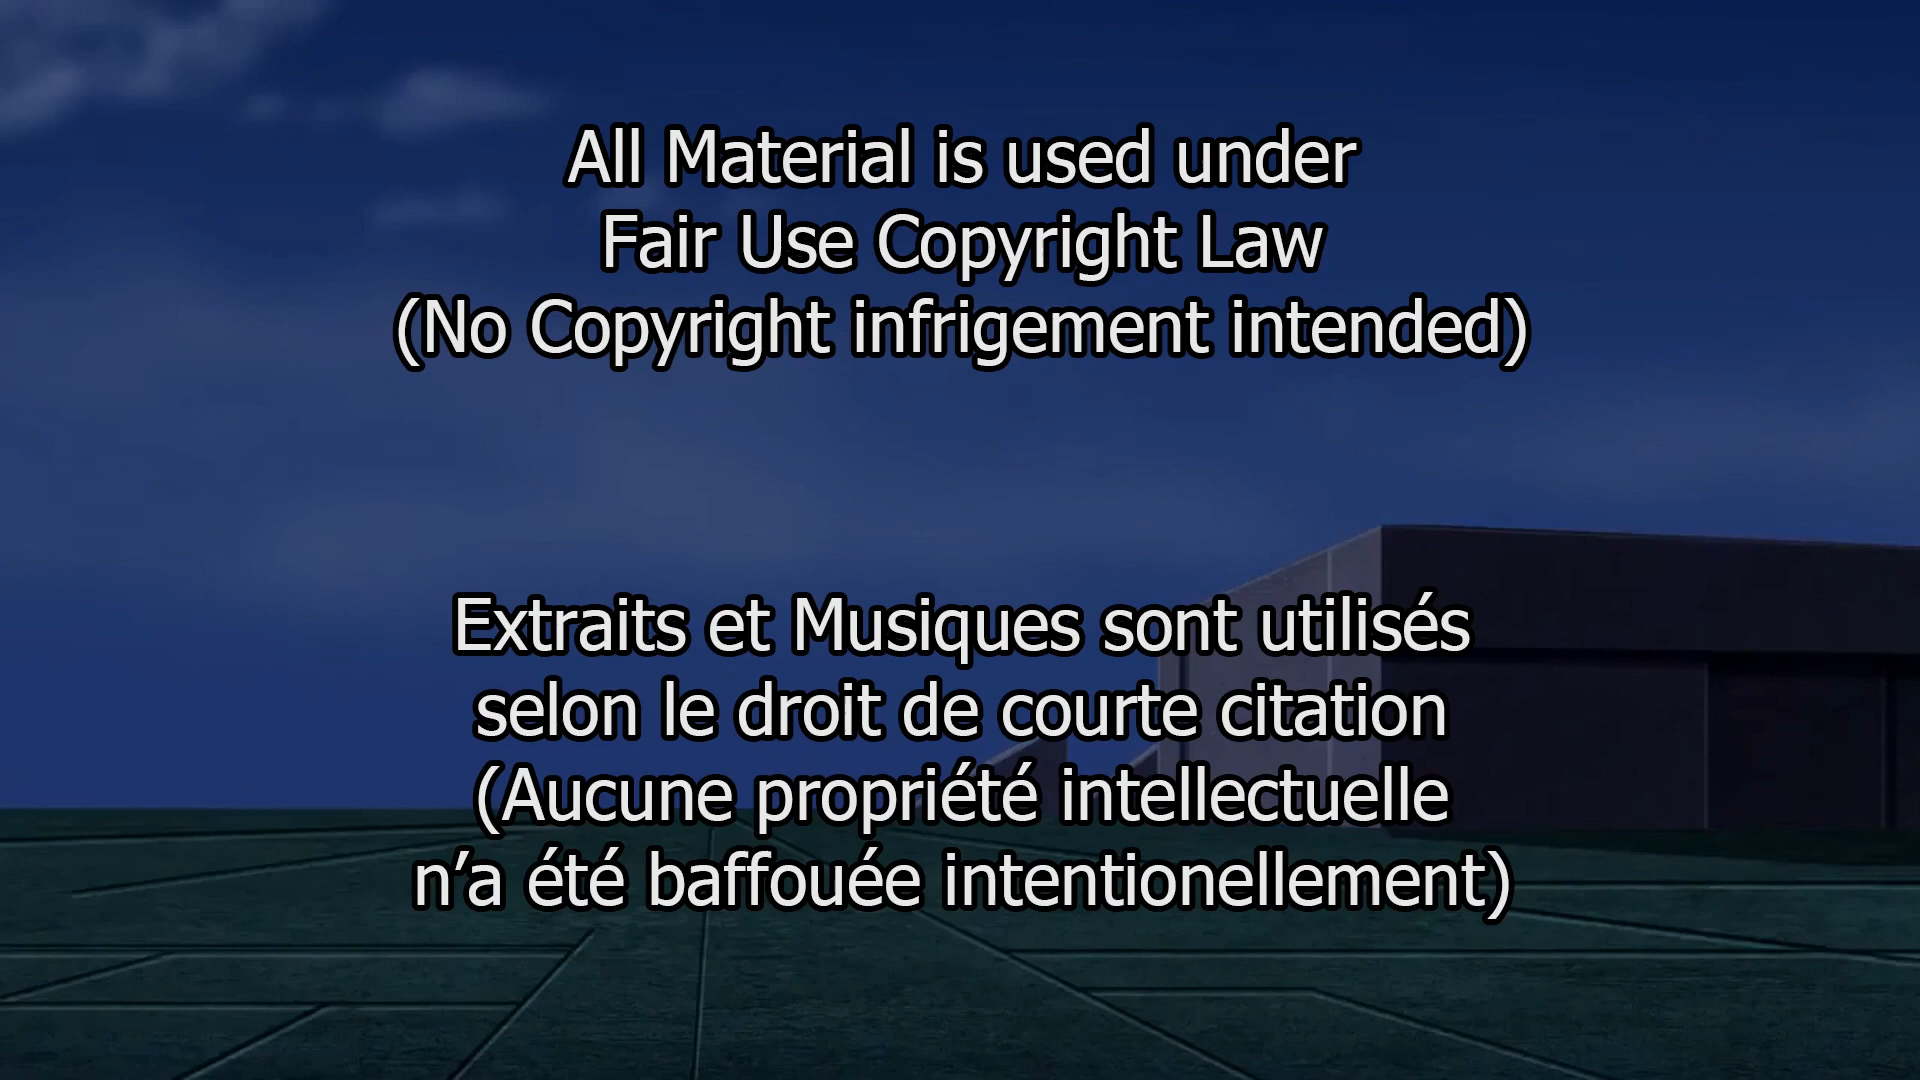 All Material is used under
Fair Use Copyright Law
(No Copyright infrigement intended)
Extraits et Musiques sont utilisés
selon le droit de courte citation
(Aucune propriété intellectuelle
n’a été baffouée intentionellement)